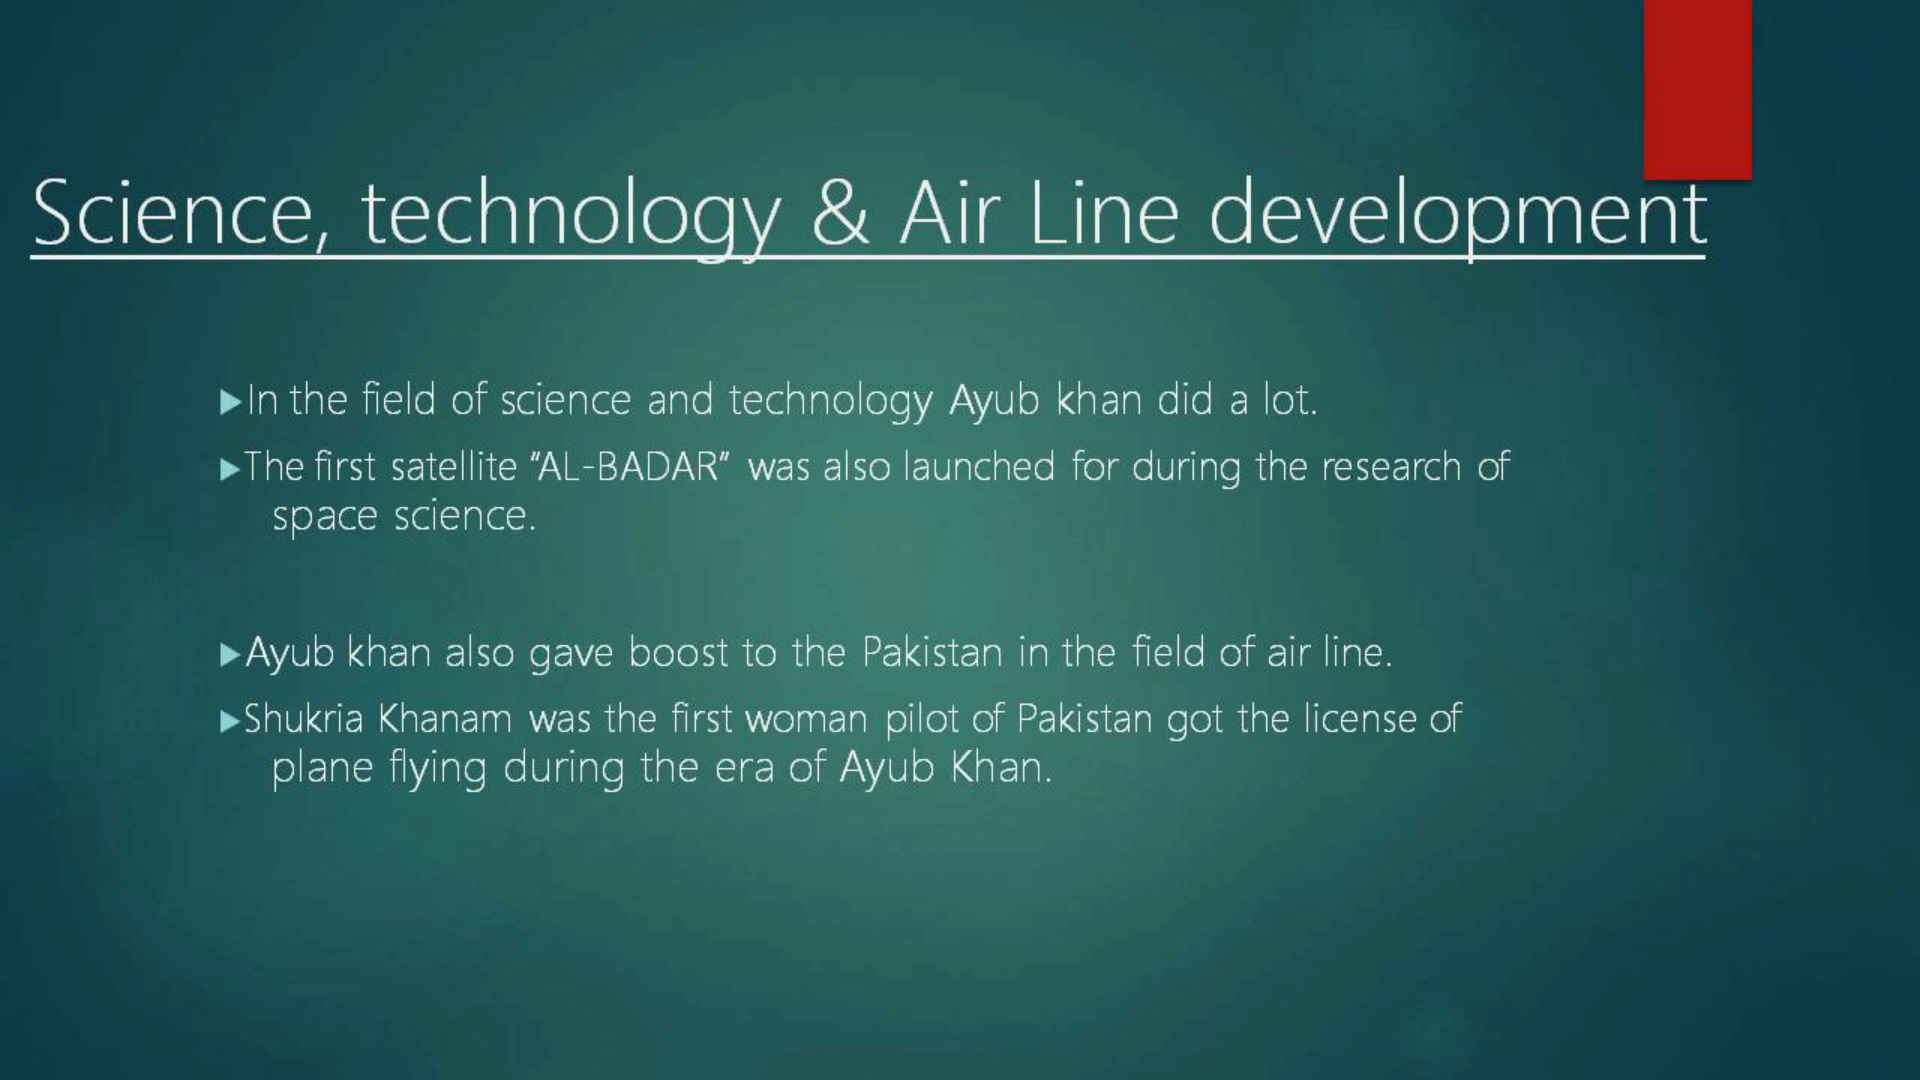 Science, technology & Air Line development
▶In the field of science and technology Ayub khan did a lot.
▶The first satellite “AL-BADAR” was also launched for during the research of
space science.
▶Ayub khan also gave boost to the Pakistan in the field of air line.
▶Shukria Khanam was the first woman pilot of Pakistan got the license of
plane flying during the era of Ayub Khan.